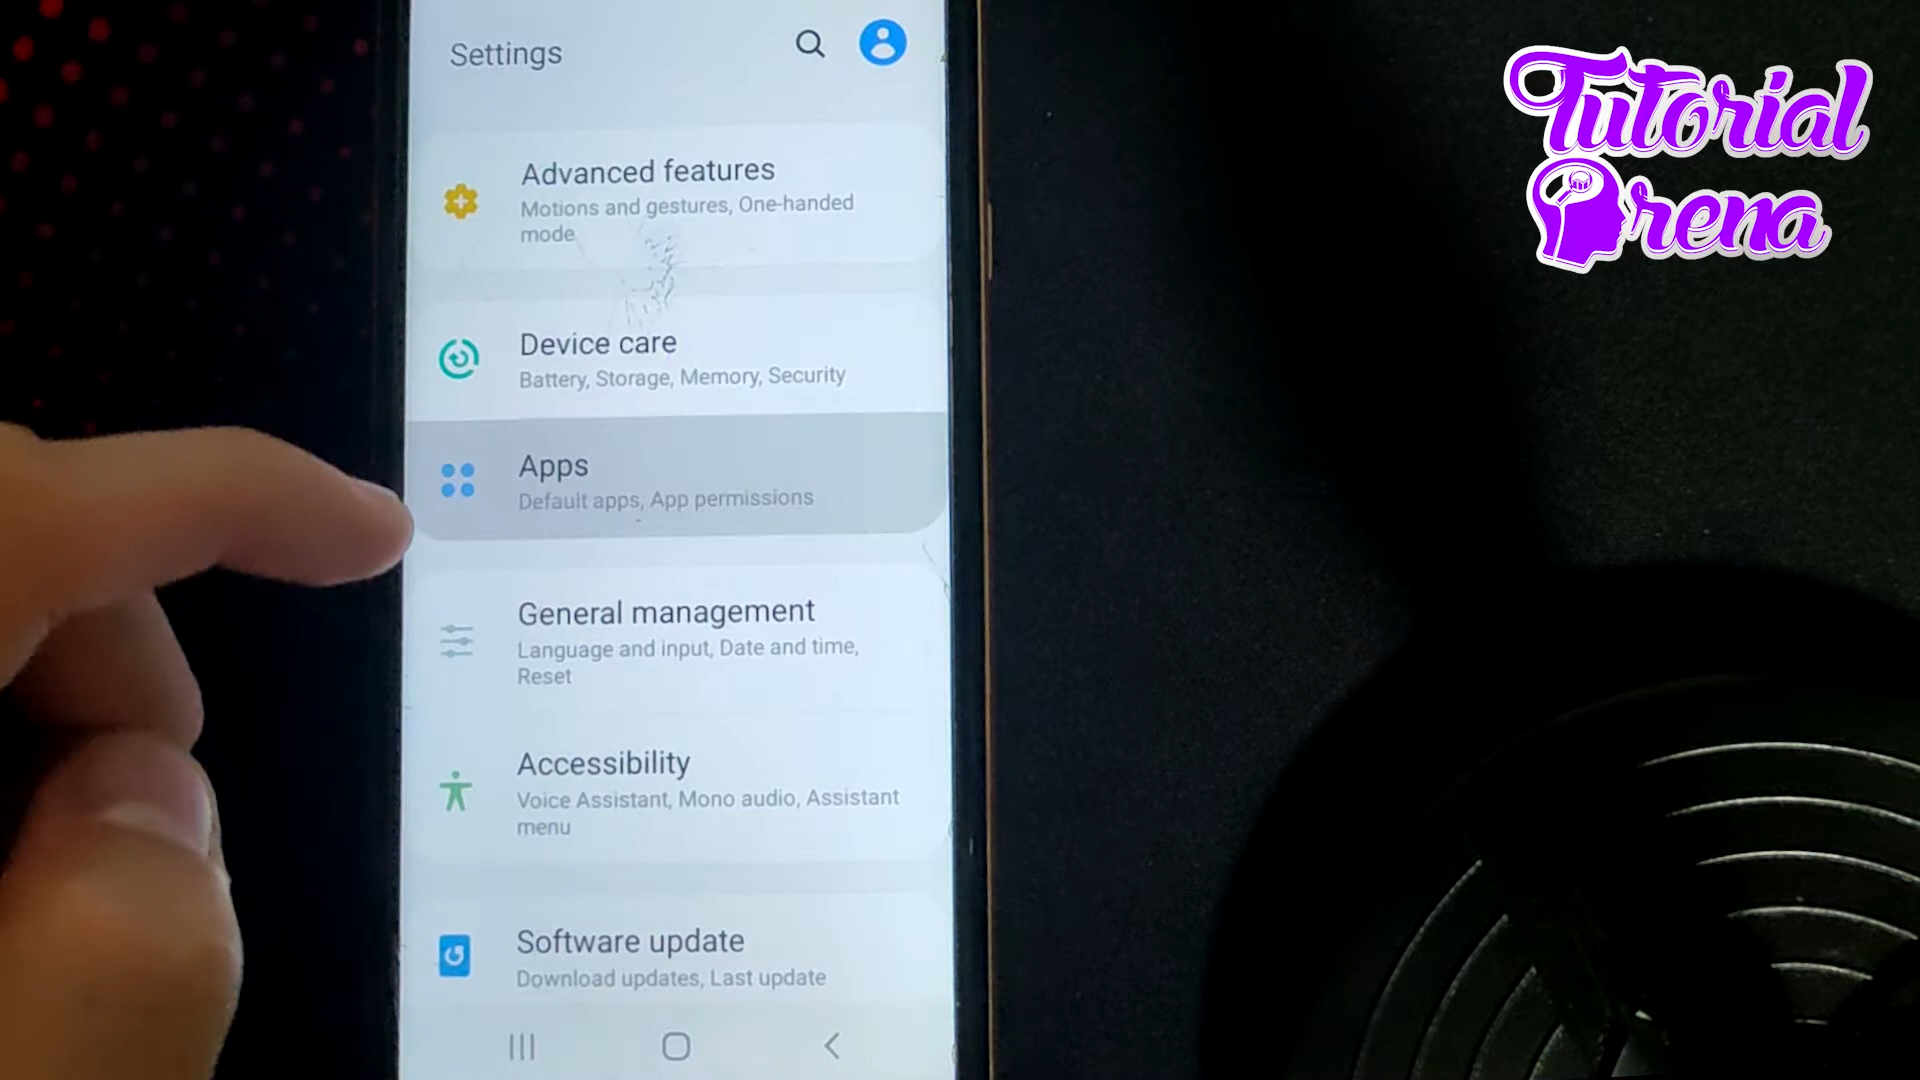 Settings
Advanced features
Motions and gestures, One-handed
mode
Device care
Battery, Storage, Memory, Security
Apps
Default apps, App permissions
General management
Language and input, Date and time,
Reset
Accessibility
Voice Assistant, Mono audio, Assistant
menu
Software update
Download updates, Last update
Tutorial
Arena